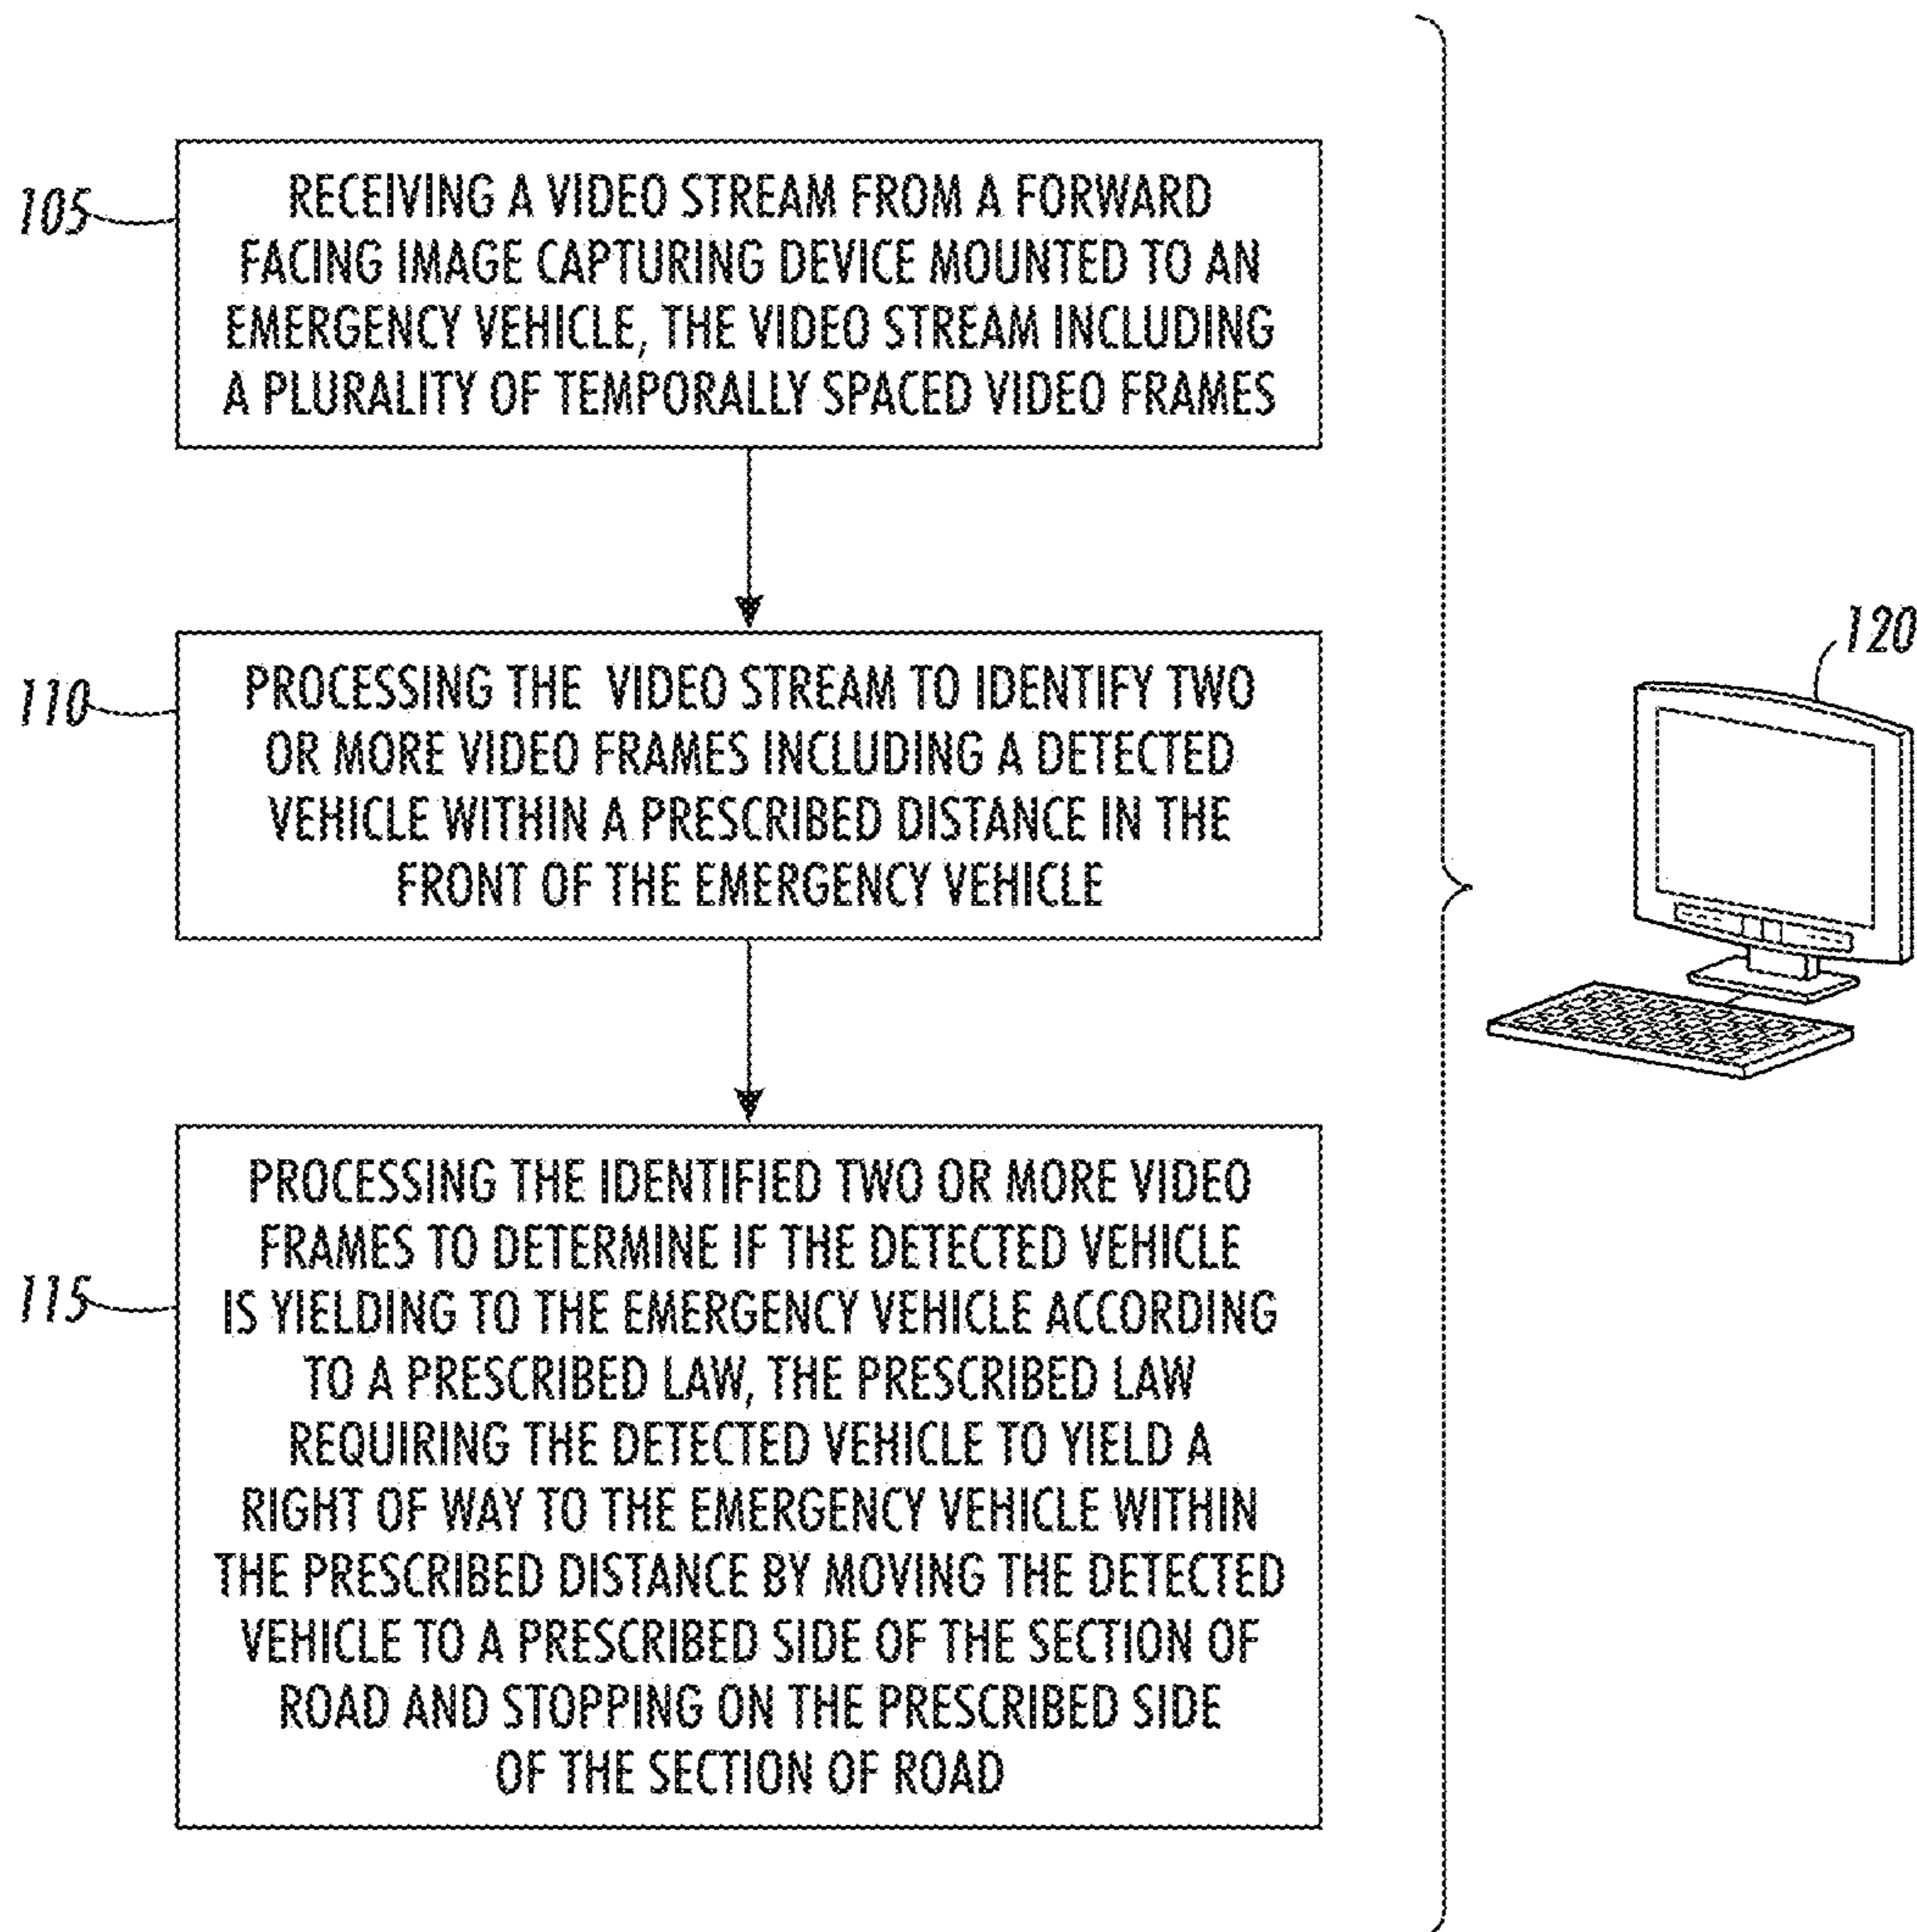 105
RECEIVING A VIDEO STREAM FROM A FORWARD
FACING IMAGE CAPTURING DEVICE MOUNTED TO AN
EMERGENCY VEHICLE, THE VIDEO STREAM INCLUDING
A PLURALITY OF TEMPORALLY SPACED VIDEO FRAMES
110
PROCESSING THE VIDEO STREAM TO IDENTIFY TWO
OR MORE VIDEO FRAMES INCLUDING A DETECTED
VEHICLE WITHIN A PRESCRIBED DISTANCE IN THE
FRONT OF THE EMERGENCY VEHICLE
120
115
PROCESSING THE IDENTIFIED TWO OR MORE VIDEO
FRAMES TO DETERMINE IF THE DETECTED VEHICLE
IS YIELDING TO THE EMERGENCY VEHICLE ACCORDING
TO A PRESCRIBED LAW, THE PRESCRIBED LAW
REQUIRING THE DETECTED VEHICLE TO YIELD A
RIGHT OF WAY TO THE EMERGENCY VEHICLE WITHIN
THE PRESCRIBED DISTANCE BY MOVING THE DETECTED
VEHICLE TO A PRESCRIBED SIDE OF THE SECTION OF
ROAD AND STOPPING ON THE PRESCRIBED SIDE
OF THE SECTION OF ROAD